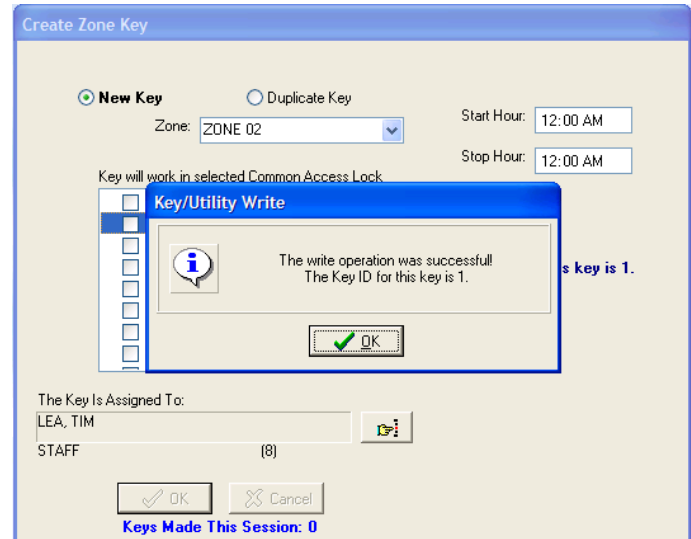 Create Zone Key
New Key
Duplicate Key
Zone: ZONE 02
Start Hour: 12:00 AM
Stop Hour: 12:00 AM
Key will work in selected Common Access Lock
Key/Utility Write
The write operation was successful!
The Key ID for this key is 1.
s key is 1.
OK
The Key Is Assigned To:
LEA, TIM
STAFF (8)
OK
Cancel
Keys Made This Session: 0